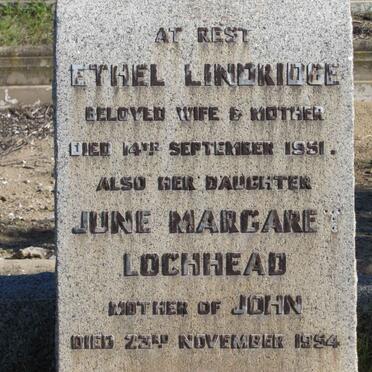 AT REST
ETHEL LINDRIDGE
BELOVED WIFE & MOTHER
DIED 14TH SEPTEMBER 1951.
ALSO HER DAUGHTER
JUNE MARGARET
LOCHHEAD
MOTHER OF JOHN
DIED 23RD NOVEMBER 1954